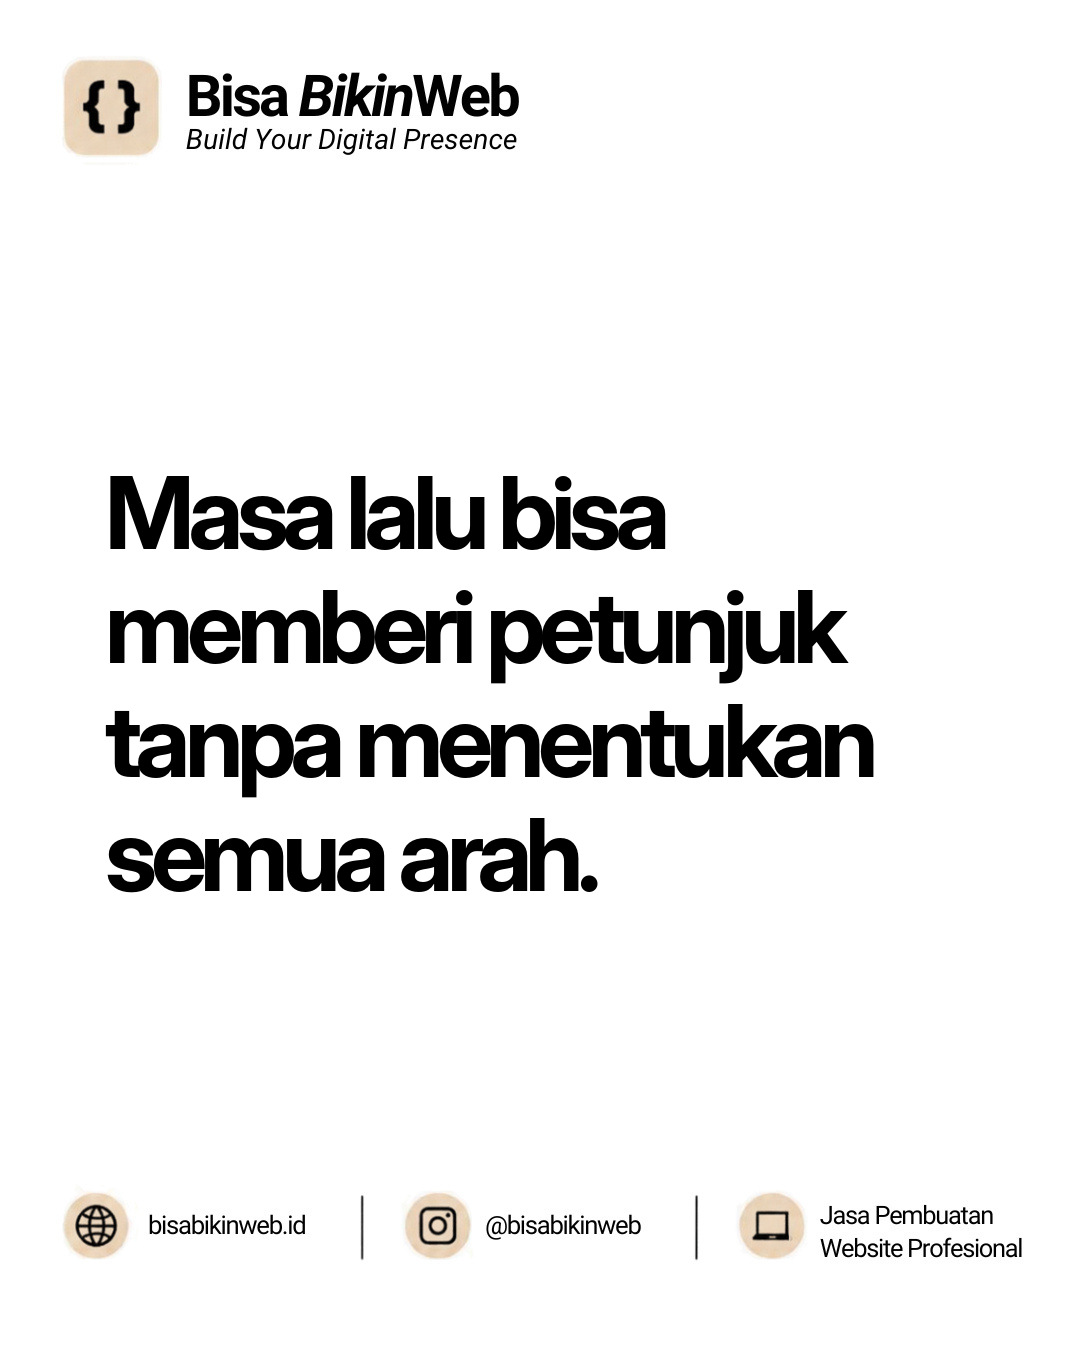 { }
Bisa BikinWeb
Build Your Digital Presence
Masa lalu bisa
memberi petunjuk
tanpa menentukan
semua arah.
bisabikinweb.id
@bisabikinweb
Jasa Pembuatan
Website Profesional